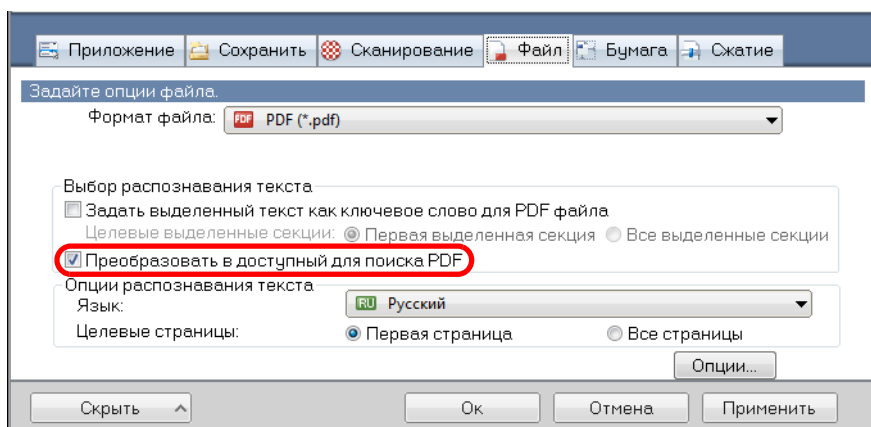 Приложение Сохранить Сканирование Файл Бумага Сжатие
Задайте опции файла.
Формат файла: PDF PDF (*.pdf)
Выбор распознавания текста
Задать выделенный текст как ключевое слово для PDF файла
Целевые выделенные секции: Первая выделенная секция Все выделенные секции
Преобразовать в доступный для поиска PDF
Опции распознавания текста
Язык: RU Русский
Целевые страницы: Первая страница Все страницы
Опции...
Скрыть Ок Отмена Применить